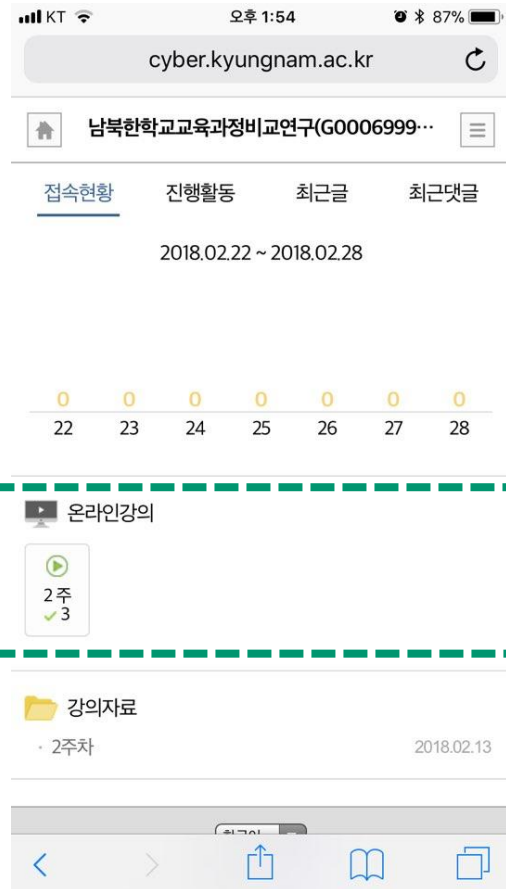 KT 오후 1:54 87%
cyber.kyungnam.ac.kr
남북한학교교육과정비교연구(G0006999···
접속현황 진행활동 최근글 최근댓글
2018.02.22 ~ 2018.02.28
0 0 0 0 0 0 0
22 23 24 25 26 27 28
온라인강의
2 주
3
강의자료
· 2주차 2018.02.13